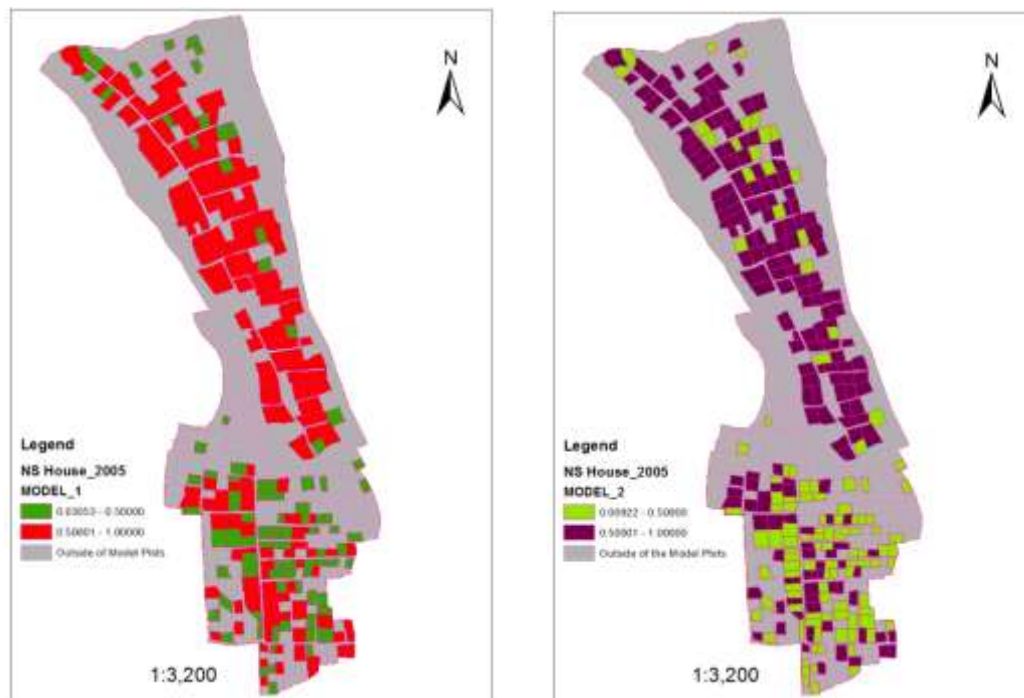 N
Legend
NS House_2005
MODEL_1
0.03053 - 0.50000
0.50001 - 1.00000
Outside of Model Plots
1:3,200
N
Legend
NS House_2005
MODEL_2
0.00922 - 0.50000
0.50001 - 1.00000
Outside of the Model Plots
1:3,200